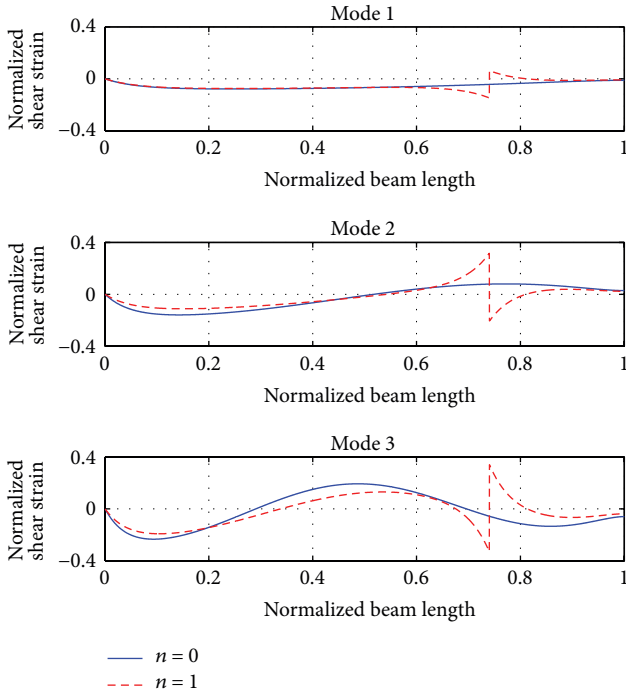 Mode 1
Normalized
shear strain
0.4
0
−0.4
0
0.2
0.4
0.6
0.8
1
Normalized beam length
Mode 2
Normalized
shear strain
0.4
0
−0.4
0
0.2
0.4
0.6
0.8
1
Normalized beam length
Mode 3
Normalized
shear strain
0.4
0
−0.4
0
0.2
0.4
0.6
0.8
1
Normalized beam length
n = 0
n = 1